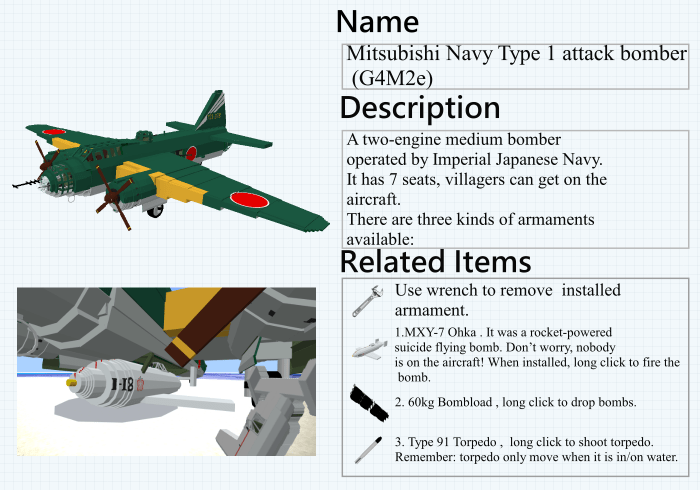 Name
Mitsubishi Navy Type 1 attack bomber
(G4M2e)
Description
A two-engine medium bomber
operated by Imperial Japanese Navy.
It has 7 seats, villagers can get on the
aircraft.
There are three kinds of armaments
available:
Related Items
Use wrench to remove installed
armament.
1.MXY-7 Ohka . It was a rocket-powered
suicide flying bomb. Don’t worry, nobody
is on the aircraft! When installed, long click to fire the
bomb.
2. 60kg Bombload , long click to drop bombs.
3. Type 91 Torpedo , long click to shoot torpedo.
Remember: torpedo only move when it is in/on water.
I-18